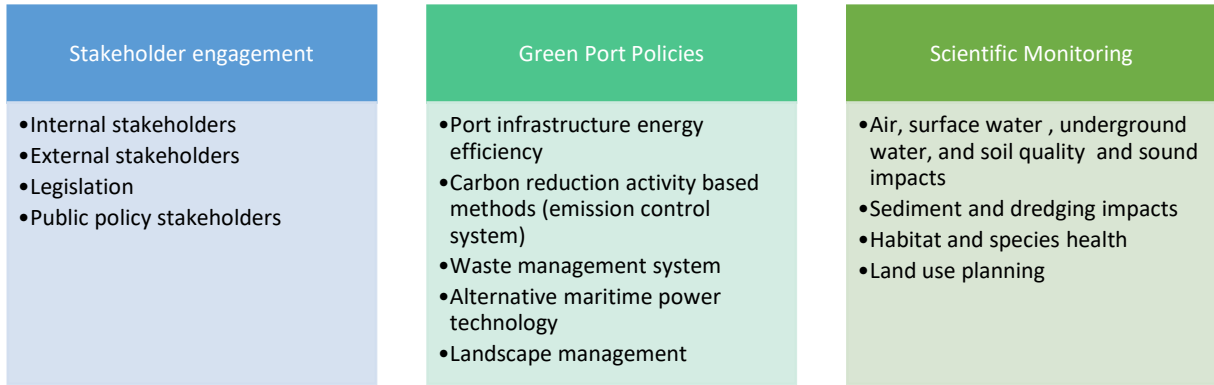 Stakeholder engagement
•Internal stakeholders
•External stakeholders
•Legislation
•Public policy stakeholders
Green Port Policies
•Port infrastructure energy
efficiency
•Carbon reduction activity based
methods (emission control
system)
•Waste management system
•Alternative maritime power
technology
•Landscape management
Scientific Monitoring
•Air, surface water , underground
water, and soil quality  and sound
impacts
•Sediment and dredging impacts
•Habitat and species health
•Land use planning